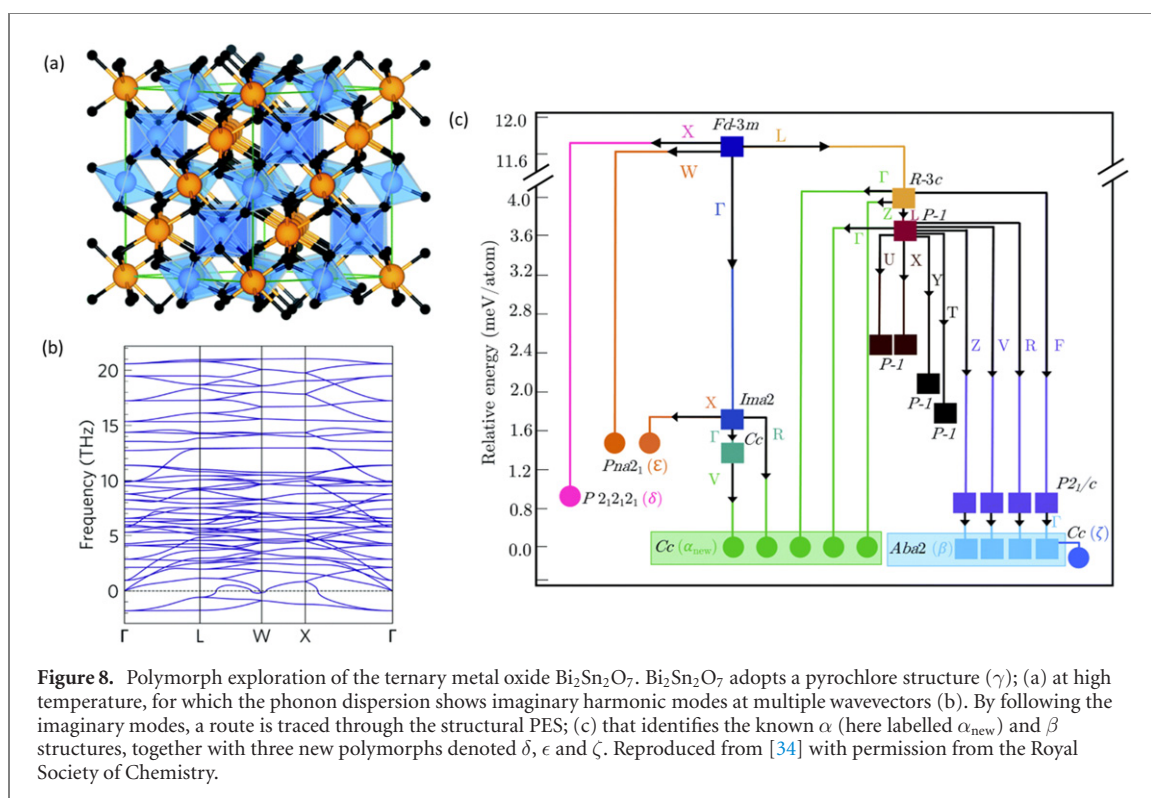 (a)
(b)
Frequency (THz)
20
15
10
5
0
Γ L W X Γ
(c)
Relative energy (meV/atom)
12.0
11.6
4.0
3.6
3.2
2.8
2.4
2.0
1.6
1.2
0.8
0.0
Fd-3m
X L
W
Γ
Γ
R-3c
Z L P-1
Γ
U X
Y
T
P-1
Z V R F
P-1
P-1
Ima2
X
Γ Cc R
Pna2₁ (ε)
V
P 2₁2₁2₁ (δ)
P2₁/c
Γ
Cc (αnew)
Aba2 (β)
Cc (ζ)
Figure 8. Polymorph exploration of the ternary metal oxide Bi₂Sn₂O₇. Bi₂Sn₂O₇ adopts a pyrochlore structure (γ); (a) at high
temperature, for which the phonon dispersion shows imaginary harmonic modes at multiple wavevectors (b). By following the
imaginary modes, a route is traced through the structural PES; (c) that identifies the known α (here labelled αnew) and β
structures, together with three new polymorphs denoted δ, ϵ and ζ. Reproduced from [34] with permission from the Royal
Society of Chemistry.